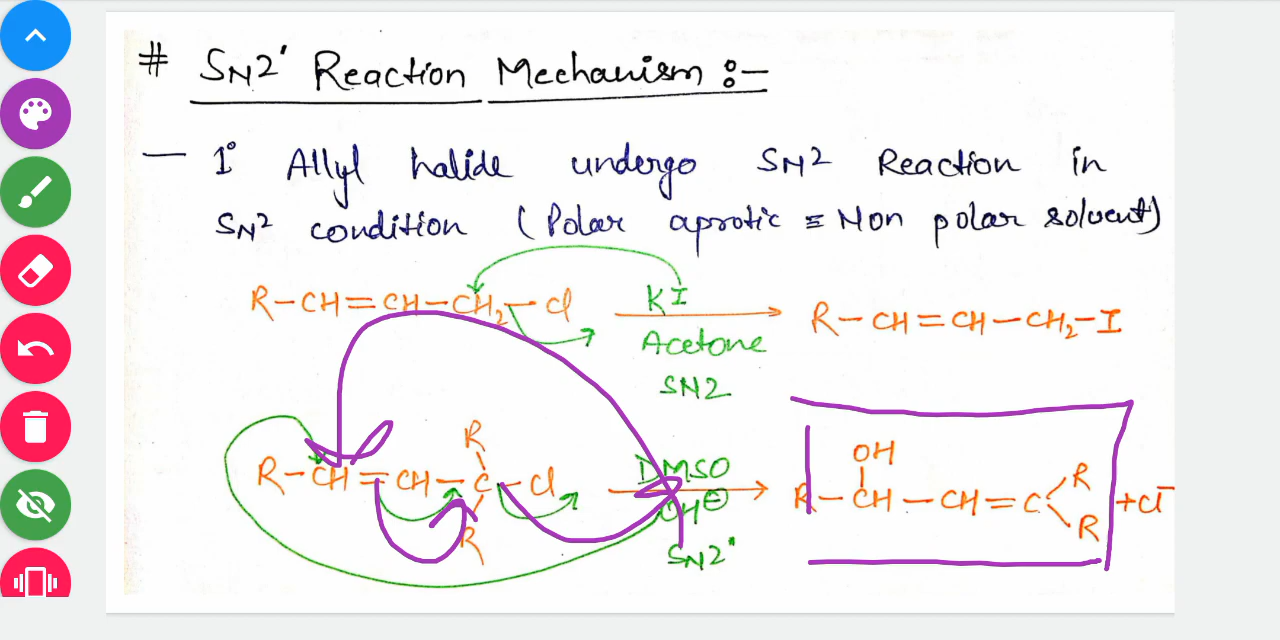 # SN2' Reaction Mechanism :-
— 1° Allyl halide undergo SN2 Reaction in
SN2 condition (Polar aprotic ≡ Non polar solvent)
R-CH=CH-CH₂-Cl KI R-CH=CH-CH₂-I
Acetone
SN2
R OH
R-CH=CH-C-Cl DMSO R-CH-CH=C R + Cl⁻
R OH⊖ R
SN2'